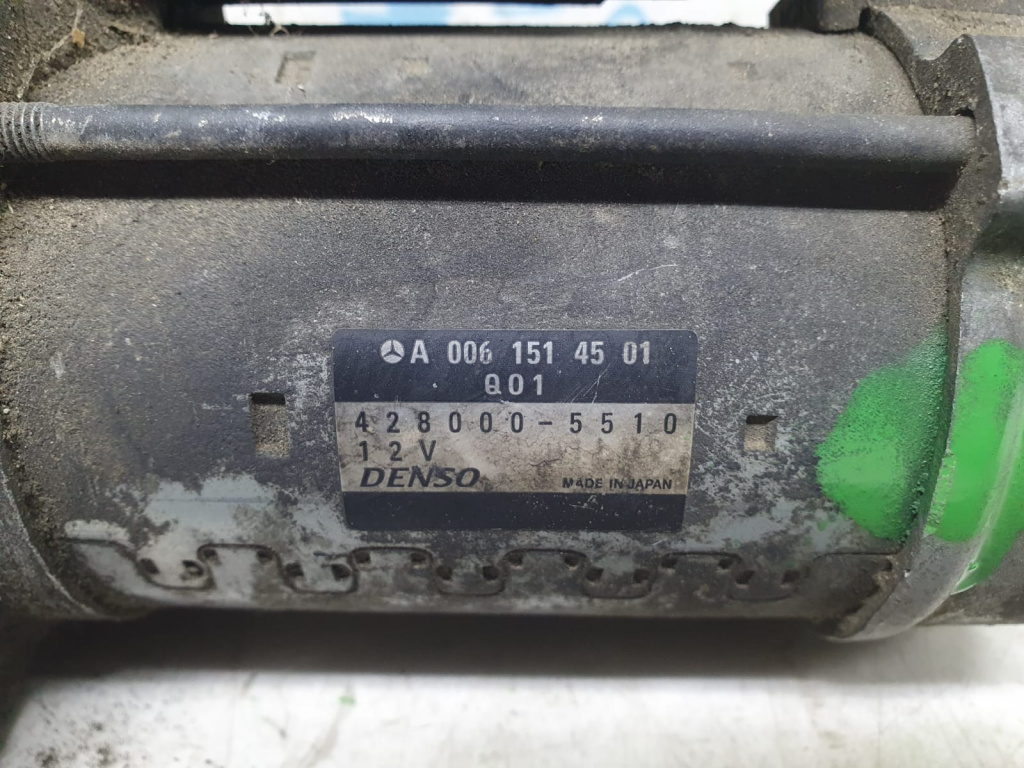 A 006 151 45 01
Q01
428000-5510
12V
DENSO MADE IN JAPAN